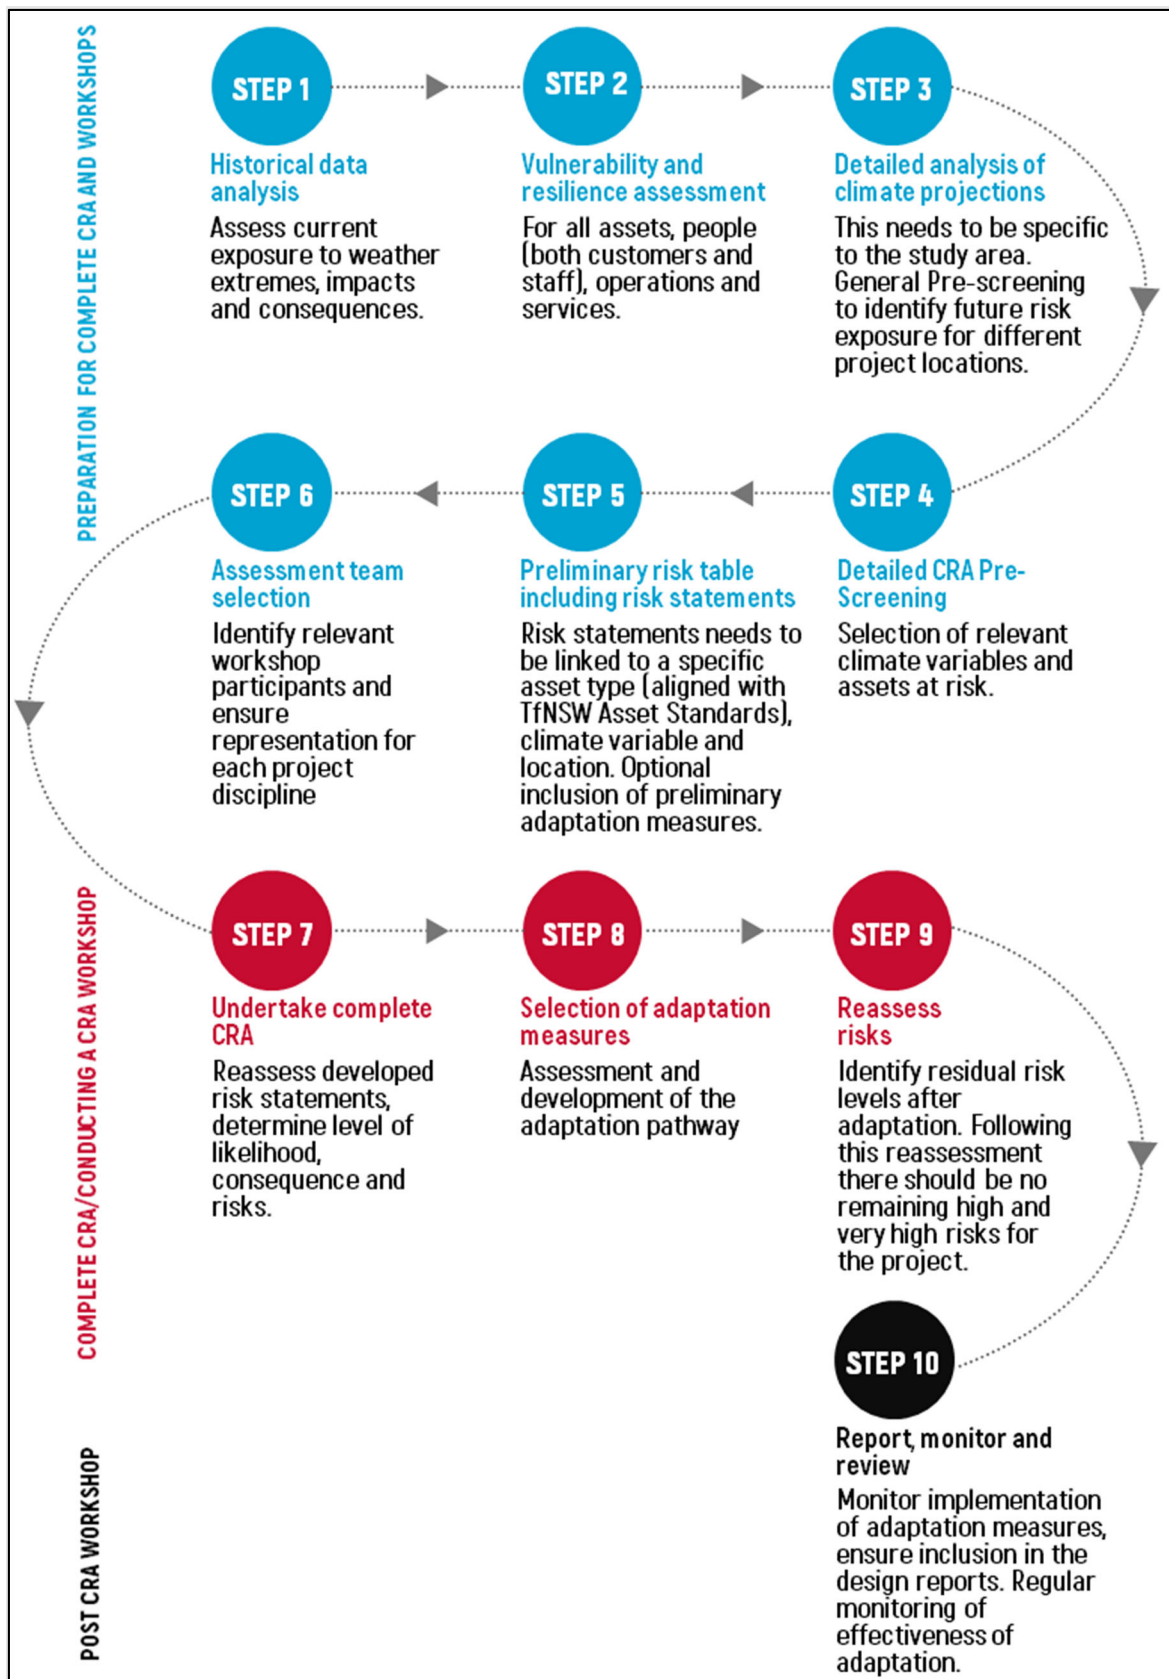 PREPARATION FOR COMPLETE CRA AND WORKSHOPS
STEP 1
Historical data
analysis
Assess current
exposure to weather
extremes, impacts
and consequences.
STEP 2
Vulnerability and
resilience assessment
For all assets, people
(both customers and
staff), operations and
services.
STEP 3
Detailed analysis of
climate projections
This needs to be specific
to the study area.
General Pre-screening
to identify future risk
exposure for different
project locations.
STEP 4
Detailed CRA Pre-
Screening
Selection of relevant
climate variables and
assets at risk.
STEP 5
Preliminary risk table
including risk statements
Risk statements needs to
be linked to a specific
asset type (aligned with
TfNSW Asset Standards),
climate variable and
location. Optional
inclusion of preliminary
adaptation measures.
STEP 6
Assessment team
selection
Identify relevant
workshop
participants and
ensure
representation for
each project
discipline
COMPLETE CRA/CONDUCTING A CRA WORKSHOP
STEP 7
Undertake complete
CRA
Reassess developed
risk statements,
determine level of
likelihood,
consequence and
risks.
STEP 8
Selection of adaptation
measures
Assessment and
development of the
adaptation pathway
STEP 9
Reassess
risks
Identify residual risk
levels after
adaptation. Following
this reassessment
there should be no
remaining high and
very high risks for
the project.
POST CRA WORKSHOP
STEP 10
Report, monitor and
review
Monitor implementation
of adaptation measures,
ensure inclusion in the
design reports. Regular
monitoring of
effectiveness of
adaptation.